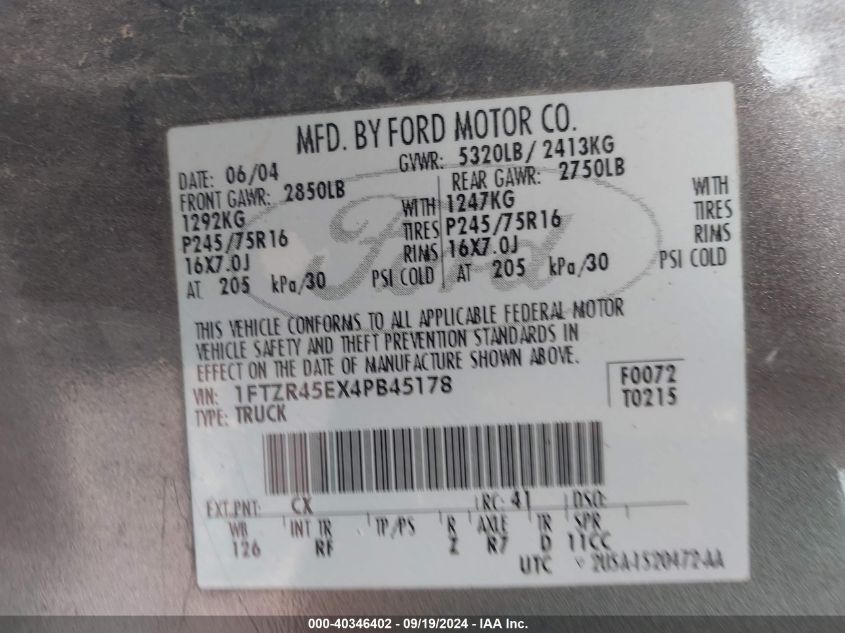 MFD. BY FORD MOTOR CO.
DATE: 06/04 GVWR: 5320LB/ 2413KG
FRONT GAWR: 2850LB REAR GAWR: 2750LB
1292KG WITH 1247KG WITH
P245/75R16 TIRES P245/75R16 TIRES
16X7.0J RIMS 16X7.0J RIMS
AT 205 kPa/30 PSI COLD AT 205 kPa/30 PSI COLD
Ford
THIS VEHICLE CONFORMS TO ALL APPLICABLE FEDERAL MOTOR
VEHICLE SAFETY AND THEFT PREVENTION STANDARDS IN
EFFECT ON THE DATE OF MANUFACTURE SHOWN ABOVE.
VIN: 1FTZR45EX4PB45178 F0072
TYPE: TRUCK T0215
EXT PNT: CX RC: 41 DSO:
WB INT TR TP/PS R AXLE TR SPR
126 RF Z R7 D 11CC
UTC 2U5A-1520472-AA
000-40346402 - 09/19/2024 - IAA Inc.